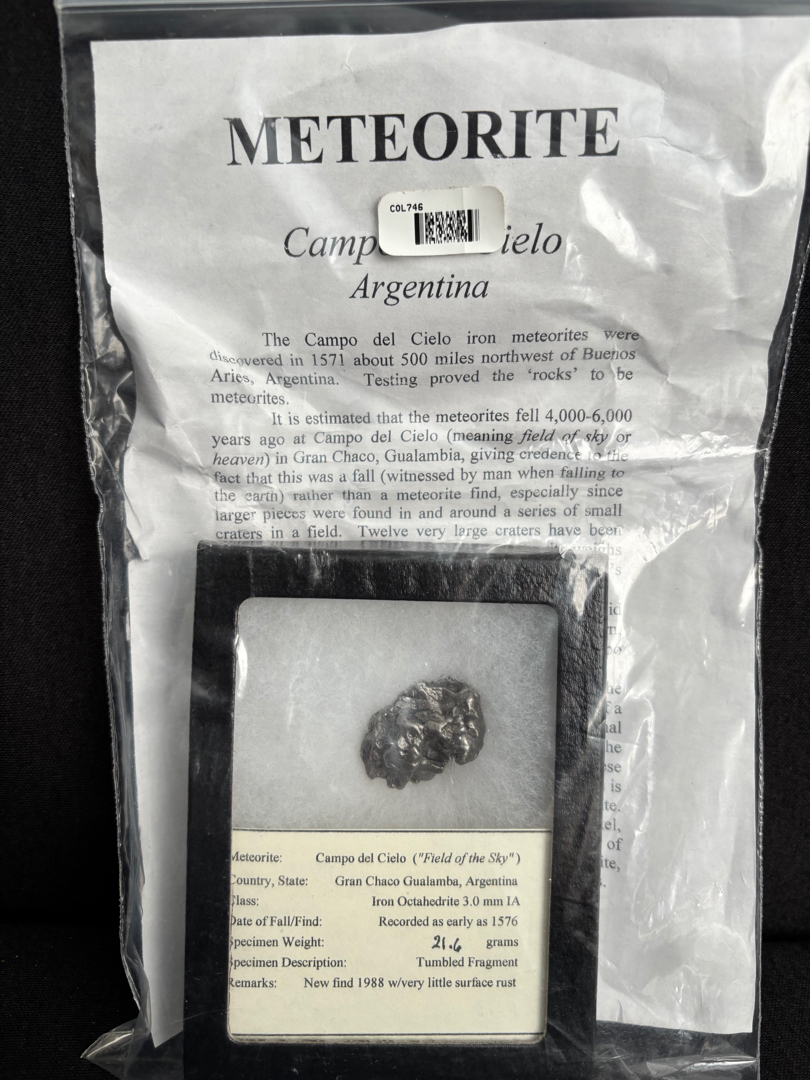 METEORITE
COL746
Camp ielo
Argentina
The Campo del Cielo iron meteorites were
discovered in 1571 about 500 miles northwest of Buenos
Aries, Argentina. Testing proved the 'rocks' to be
meteorites.
It is estimated that the meteorites fell 4,000-6,000
years ago at Campo del Cielo (meaning field of sky or
heaven) in Gran Chaco, Gualambia, giving credence to the
fact that this was a fall (witnessed by man when falling to
the earth) rather than a meteorite find, especially since
larger pieces were found in and around a series of small
craters in a field. Twelve very large craters have been
Meteorite: Campo del Cielo ("Field of the Sky")
Country, State: Gran Chaco Gualamba, Argentina
Class: Iron Octahedrite 3.0 mm IA
Date of Fall/Find: Recorded as early as 1576
Specimen Weight: 21.6 grams
Specimen Description: Tumbled Fragment
Remarks: New find 1988 w/very little surface rust